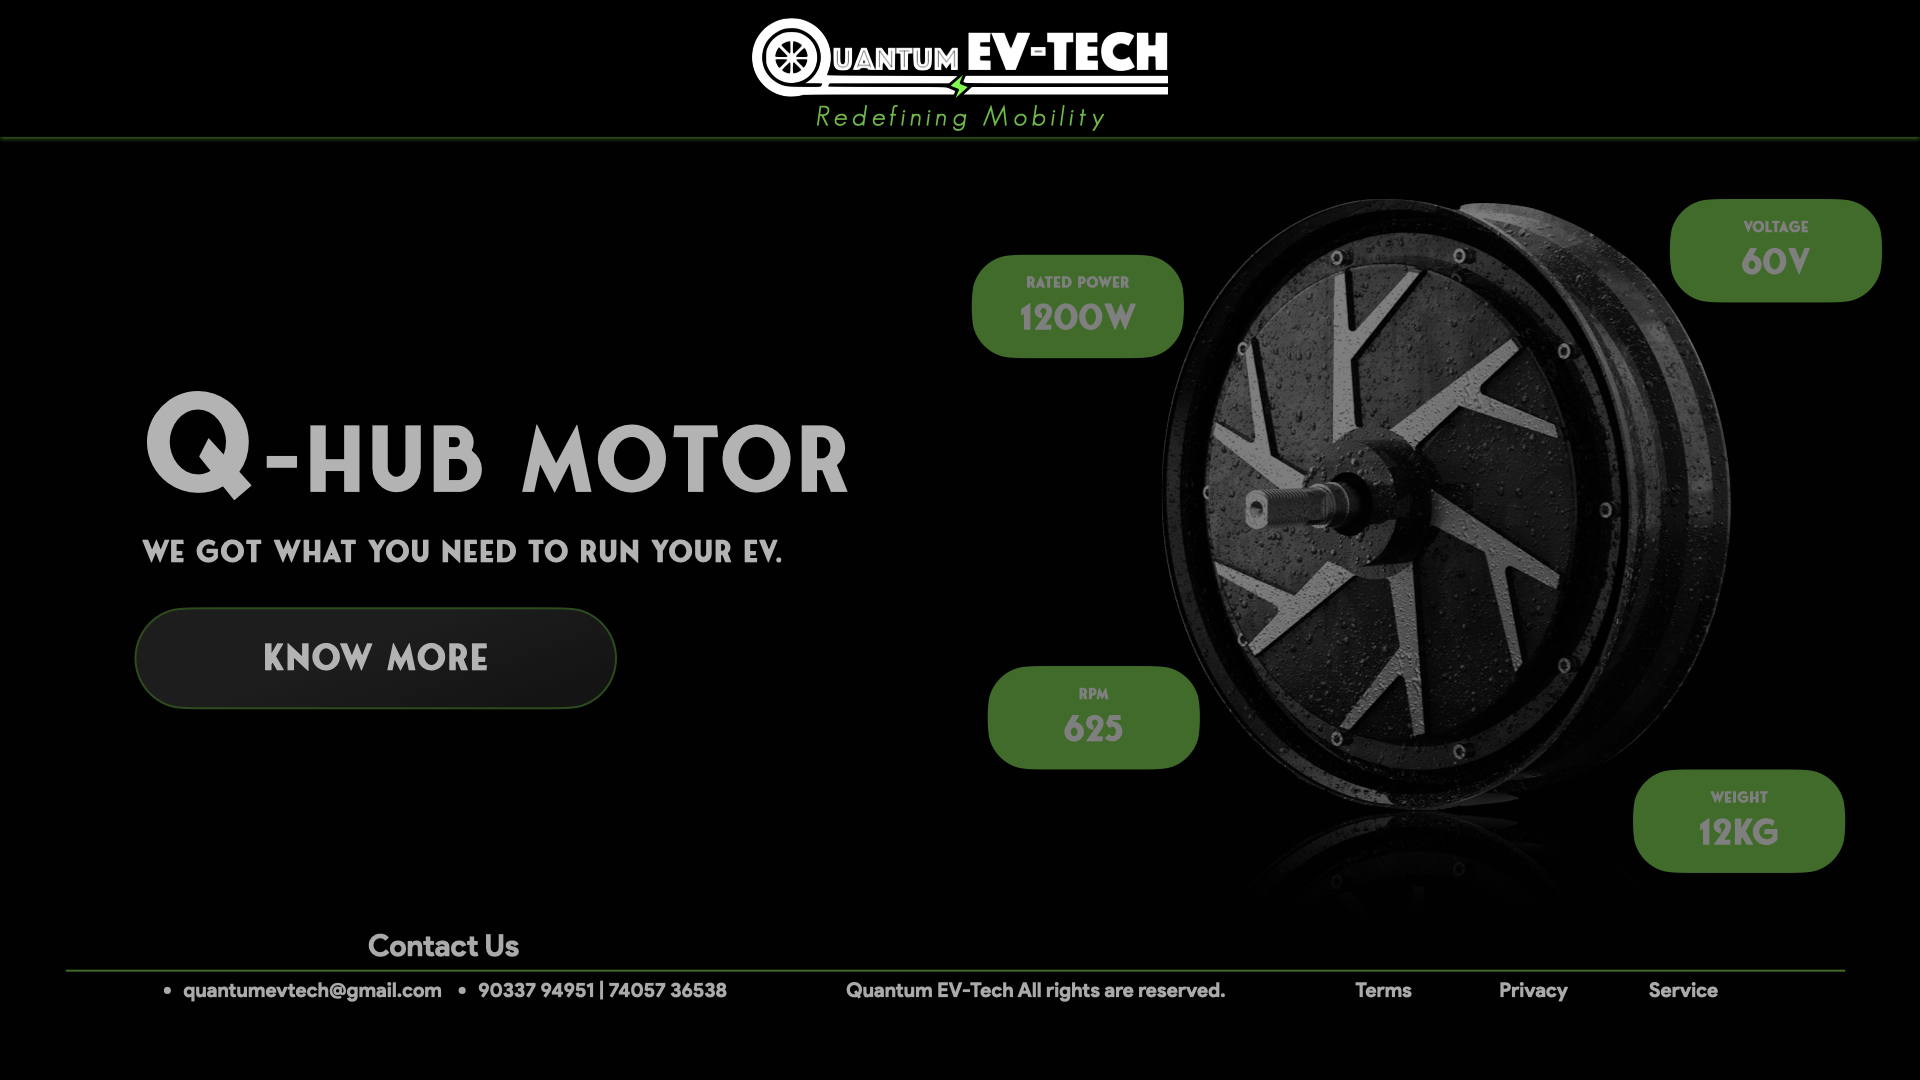 QUANTUM EV-TECH
Redefining Mobility
VOLTAGE
60V
RATED POWER
1200W
Q-HUB MOTOR
WE GOT WHAT YOU NEED TO RUN YOUR EV.
KNOW MORE
RPM
625
WEIGHT
12KG
Contact Us
• quantumevtech@gmail.com • 90337 94951 | 74057 36538 Quantum EV-Tech All rights are reserved. Terms Privacy Service